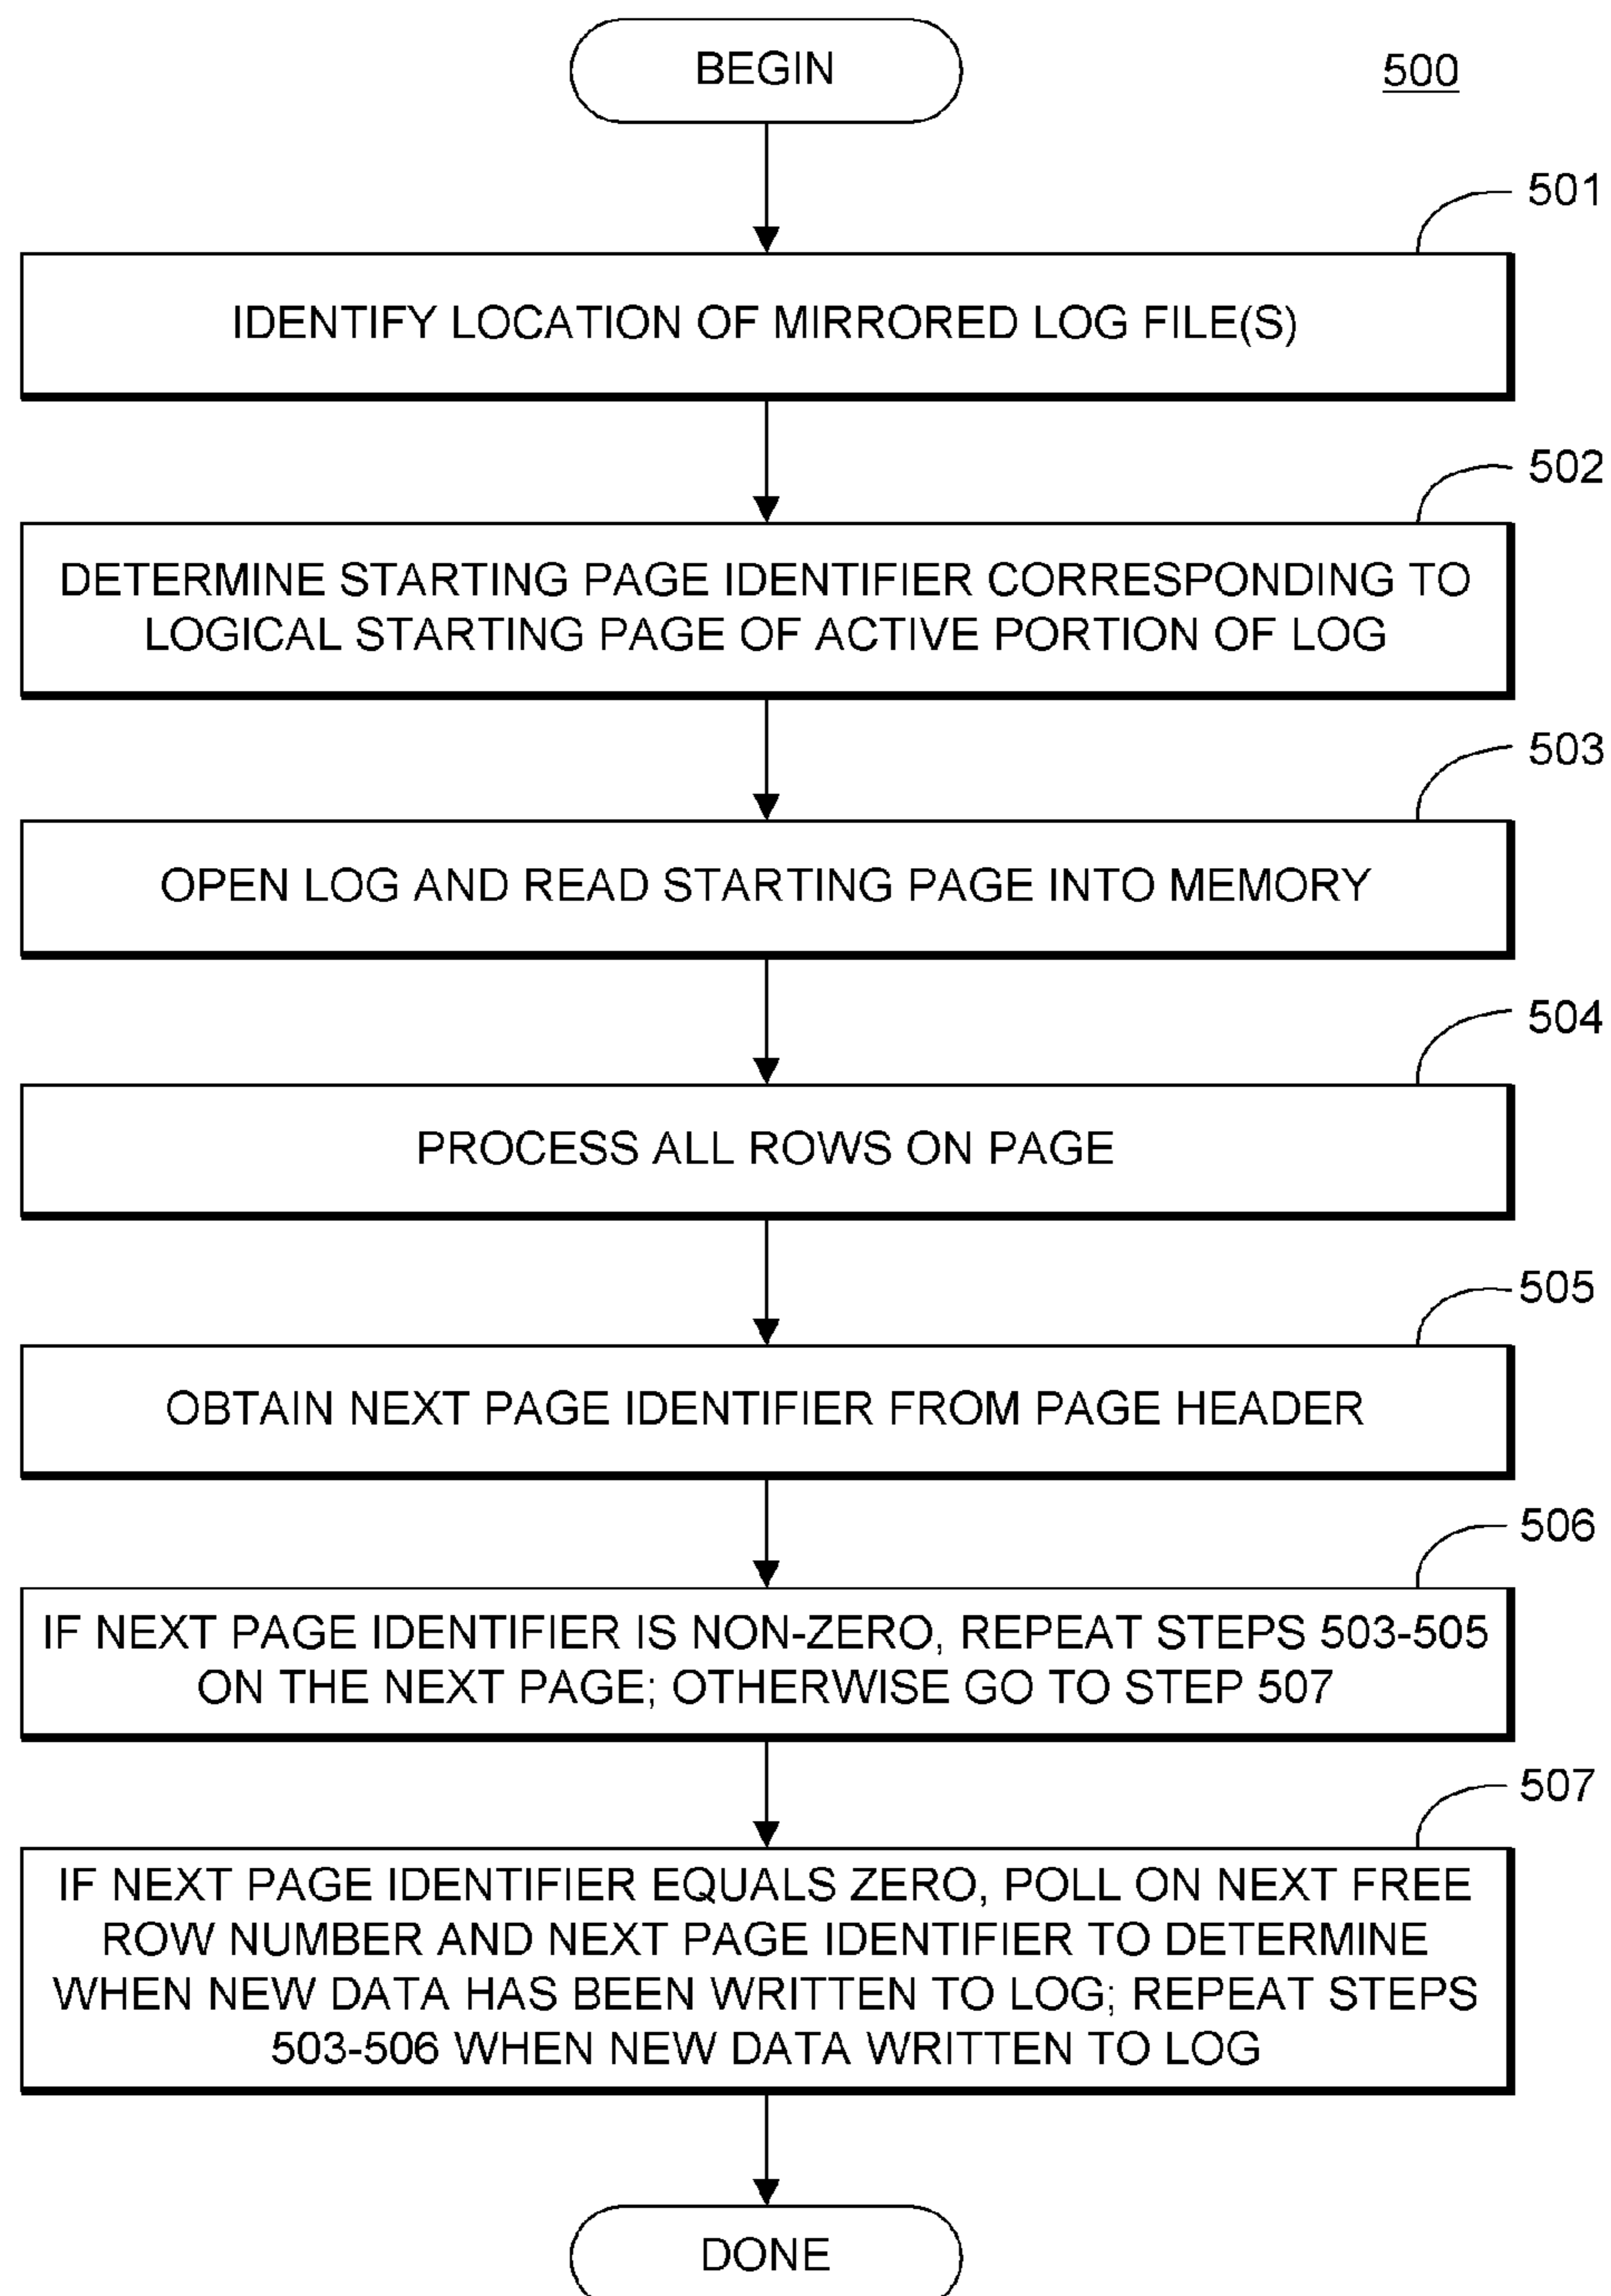 BEGIN
500
501
IDENTIFY LOCATION OF MIRRORED LOG FILE(S)
502
DETERMINE STARTING PAGE IDENTIFIER CORRESPONDING TO
LOGICAL STARTING PAGE OF ACTIVE PORTION OF LOG
503
OPEN LOG AND READ STARTING PAGE INTO MEMORY
504
PROCESS ALL ROWS ON PAGE
505
OBTAIN NEXT PAGE IDENTIFIER FROM PAGE HEADER
506
IF NEXT PAGE IDENTIFIER IS NON-ZERO, REPEAT STEPS 503-505
ON THE NEXT PAGE; OTHERWISE GO TO STEP 507
507
IF NEXT PAGE IDENTIFIER EQUALS ZERO, POLL ON NEXT FREE
ROW NUMBER AND NEXT PAGE IDENTIFIER TO DETERMINE
WHEN NEW DATA HAS BEEN WRITTEN TO LOG; REPEAT STEPS
503-506 WHEN NEW DATA WRITTEN TO LOG
DONE